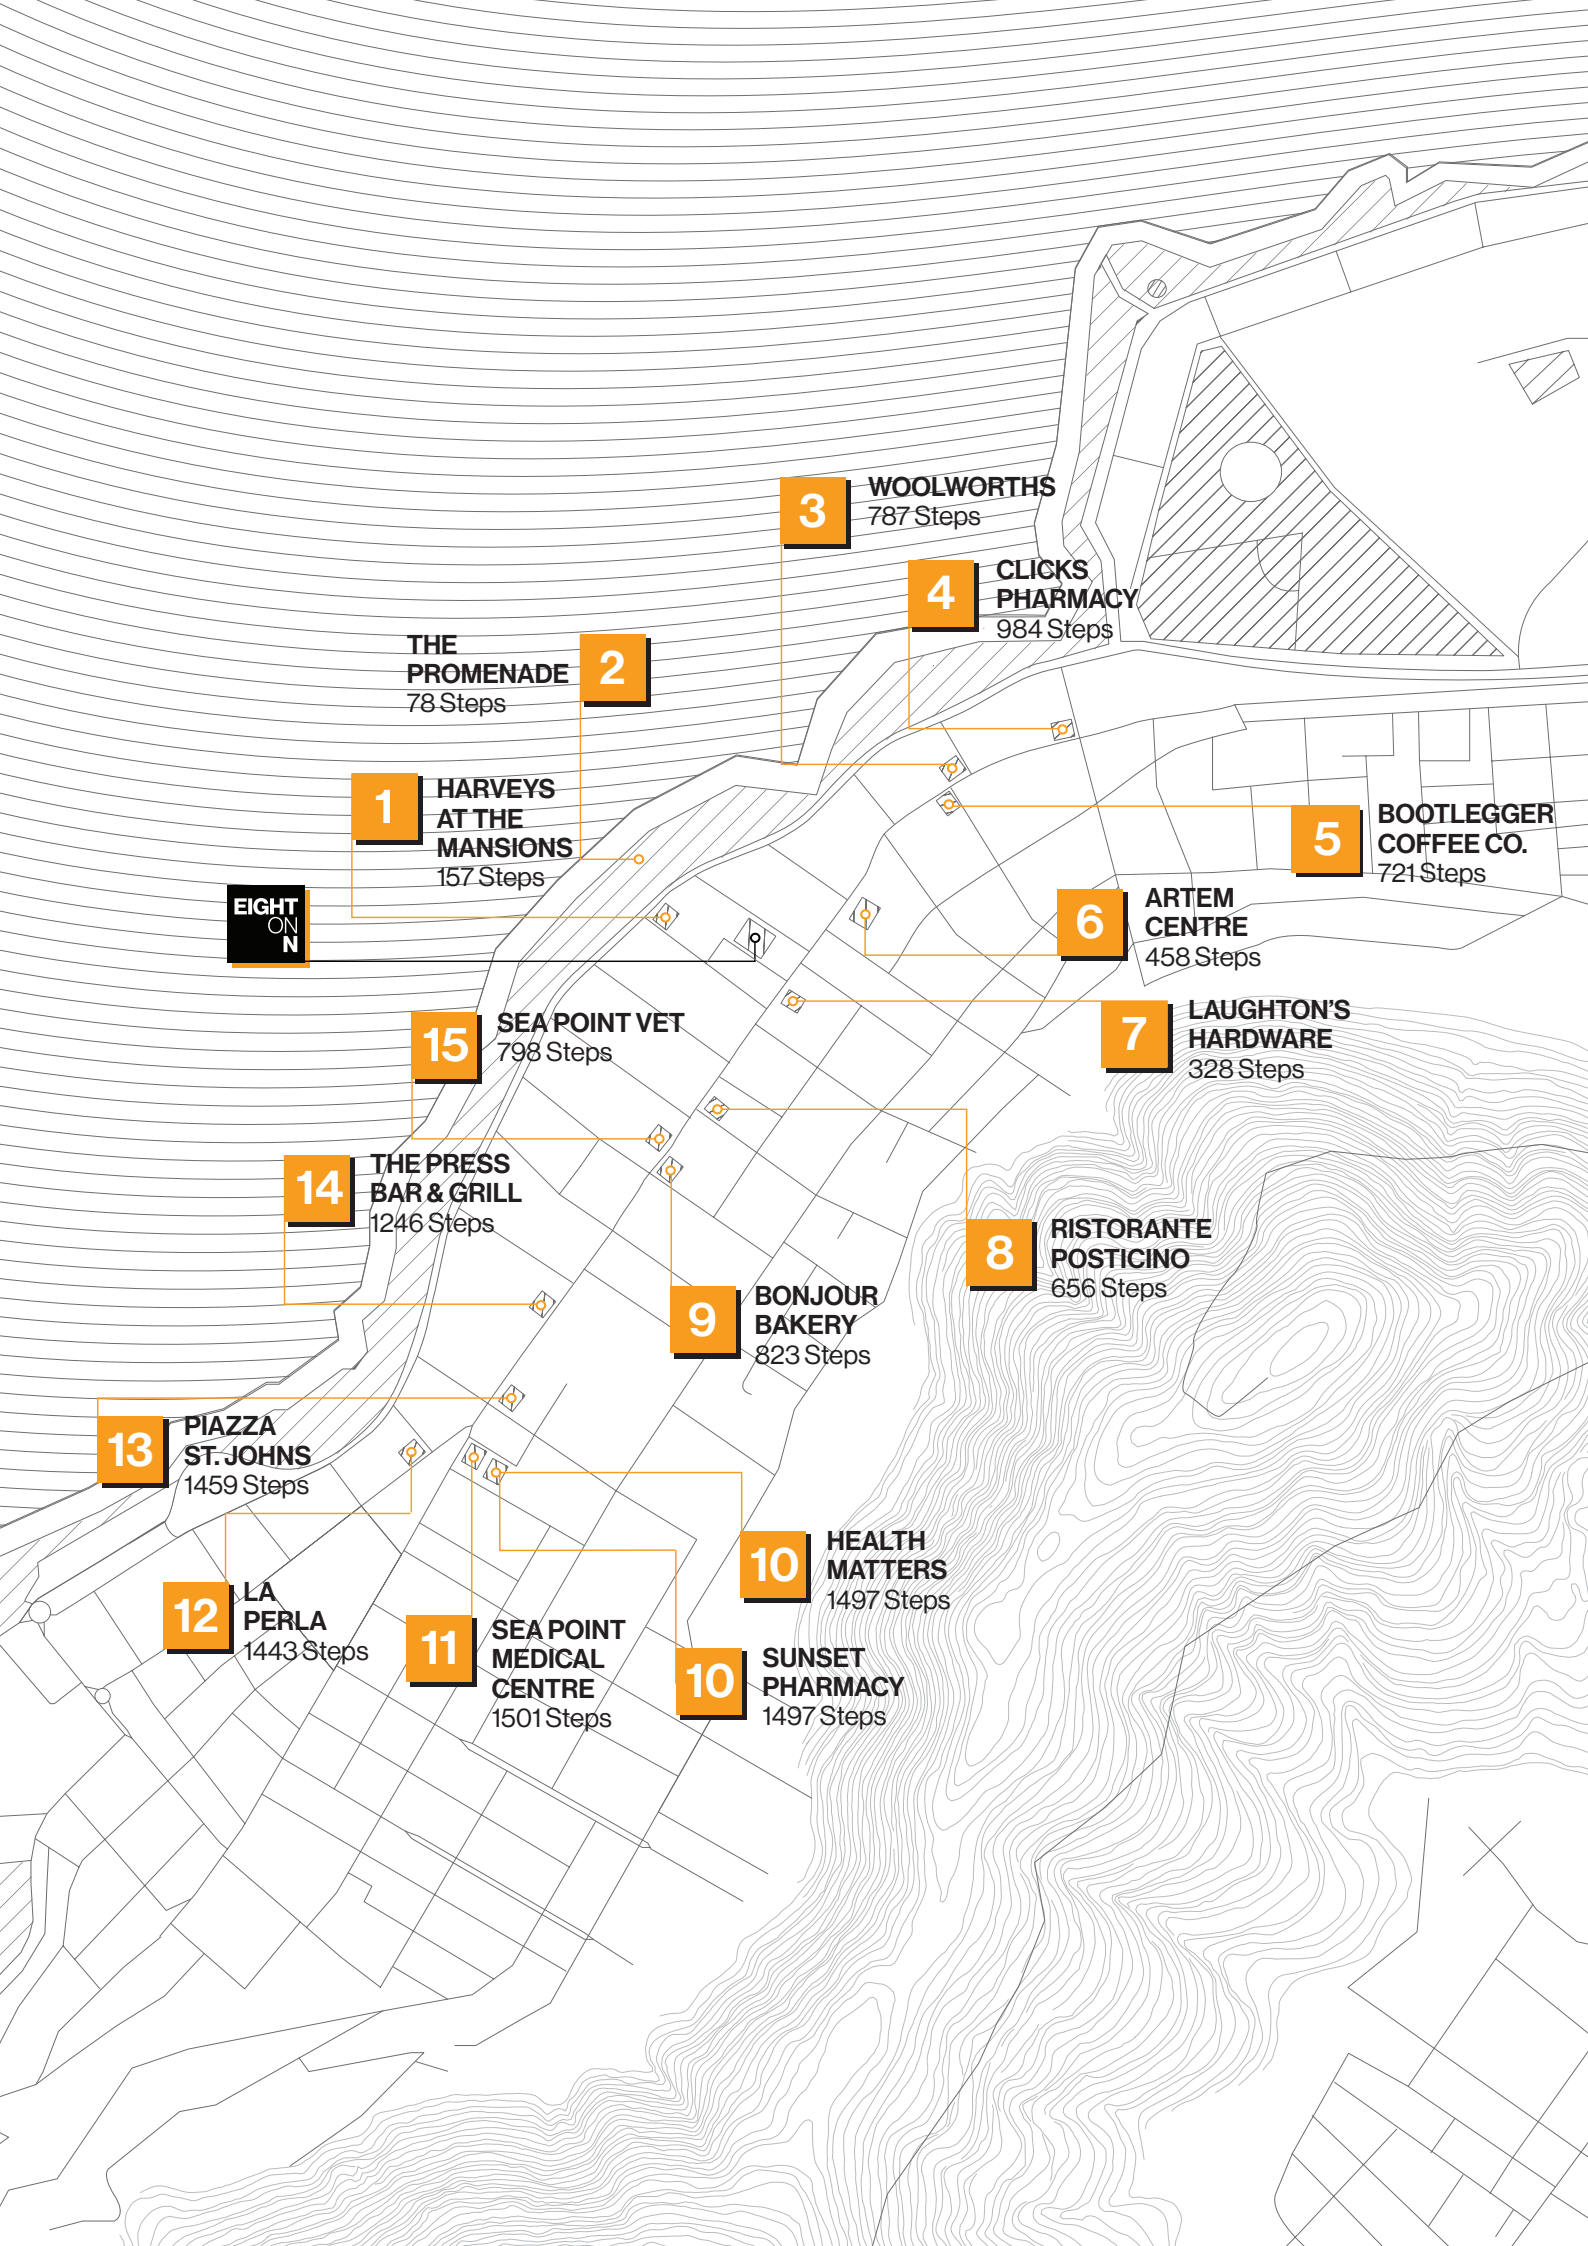 3
WOOLWORTHS
787 Steps
4
CLICKS
PHARMACY
984 Steps
THE
PROMENADE
78 Steps
2
1
HARVEYS
AT THE
MANSIONS
157 Steps
5
BOOTLEGGER
COFFEE CO.
721 Steps
EIGHT
ON
N
6
ARTEM
CENTRE
458 Steps
7
LAUGHTON'S
HARDWARE
328 Steps
15
SEA POINT VET
798 Steps
14
THE PRESS
BAR & GRILL
1246 Steps
8
RISTORANTE
POSTICINO
656 Steps
9
BONJOUR
BAKERY
823 Steps
13
PIAZZA
ST. JOHNS
1459 Steps
10
HEALTH
MATTERS
1497 Steps
12
LA
PERLA
1443 Steps
11
SEA POINT
MEDICAL
CENTRE
1501 Steps
10
SUNSET
PHARMACY
1497 Steps